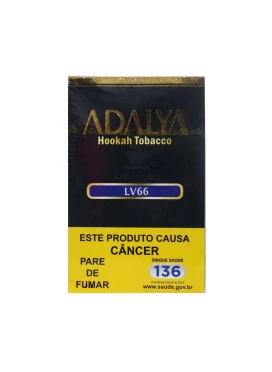 ADALYA
Hookah Tobacco
LV66
ESTE PRODUTO CAUSA
CÂNCER
PARE
DE
FUMAR
DISQUE SAÚDE
136
www.saude.gov.br